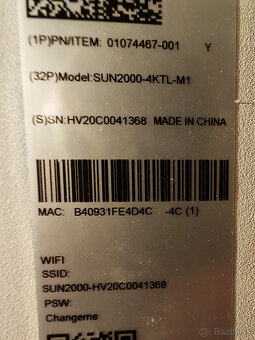 (1P)PN/ITEM: 01074467-001 Y
(32P)Model:SUN2000-4KTL-M1
(S)SN:HV20C0041368 MADE IN CHINA
MAC: B40931FE4D4C -4C (1)
WIFI
SSID:
SUN2000-HV20C0041368
PSW:
Changeme